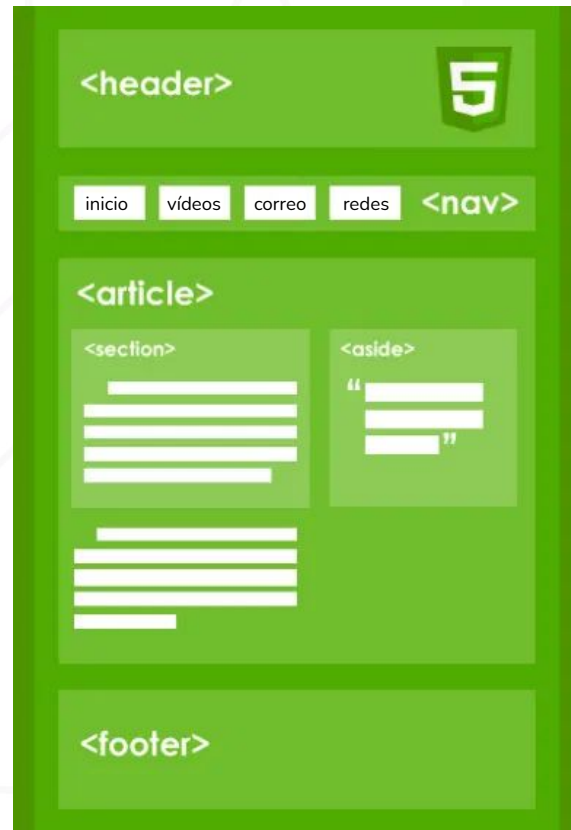 <header>
5
inicio vídeos correo redes <nav>
<article>
<section>
<aside>
“
”
<footer>